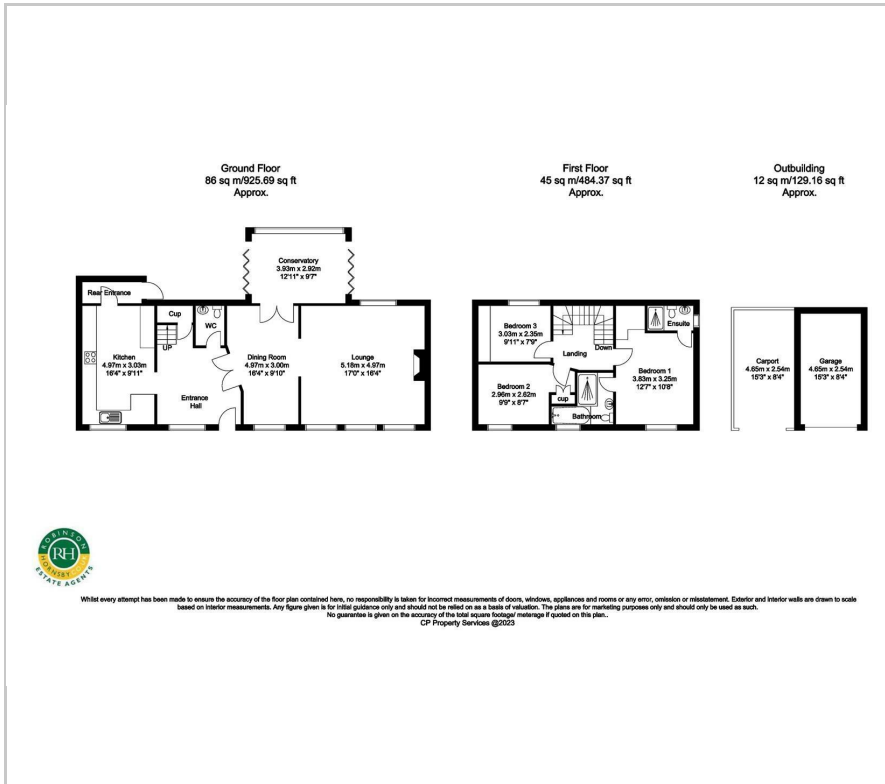 Ground Floor
86 sq m/925.69 sq ft
Approx.
First Floor
45 sq m/484.37 sq ft
Approx.
Outbuilding
12 sq m/129.16 sq ft
Approx.
Conservatory
3.93m x 2.92m
12'11" x 9'7"
Rear Entrance
Cup
WC
UP
Kitchen
4.97m x 3.03m
16'4" x 9'11"
Dining Room
4.97m x 3.00m
16'4" x 9'10"
Lounge
5.18m x 4.97m
17'0" x 16'4"
Entrance
Hall
Bedroom 3
3.03m x 2.35m
9'11" x 7'9"
Ensuite
Down
Landing
Bedroom 1
3.83m x 3.25m
12'7" x 10'8"
Bedroom 2
2.96m x 2.62m
9'9" x 8'7"
cup
Bathroom
Carport
4.65m x 2.54m
15'3" x 8'4"
Garage
4.65m x 2.54m
15'3" x 8'4"
ROBINSON
HORNSBY
RH
ESTATE AGENTS
Whilst every attempt has been made to ensure the accuracy of the floor plan contained here, no responsibility is taken for incorrect measurements of doors, windows, appliances and rooms or any error, omission or misstatement. Exterior and interior walls are drawn to scale
based on interior measurements. Any figure given is for initial guidance only and should not be relied on as a basis of valuation. The plans are for marketing purposes only and should only be used as such.
No guarantee is given on the accuracy of the total square footage/ meterage if quoted on this plan..
CP Property Services @2023